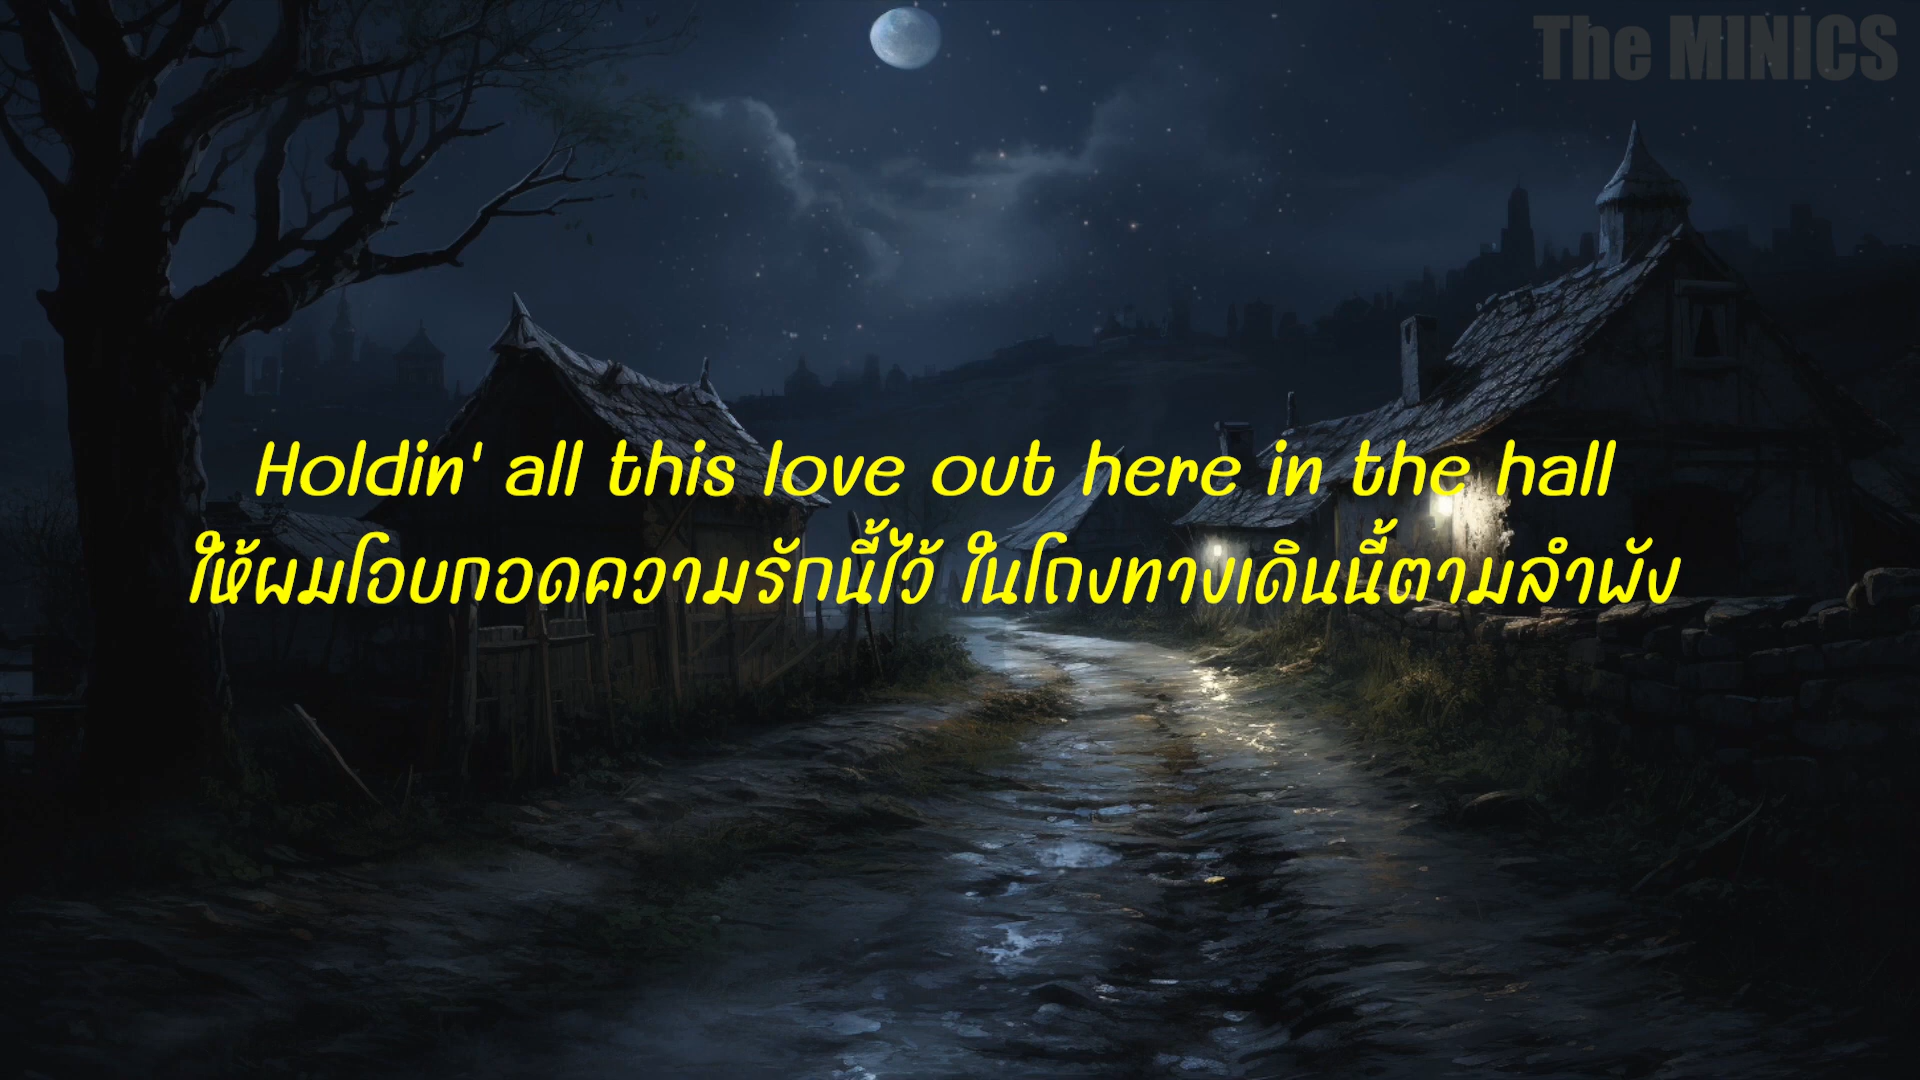 The MINICS
Holdin' all this love out here in the hall
ให้ผมโอบกอดความรักนี้ไว้ ในโถงทางเดินนี้ตามลำพัง